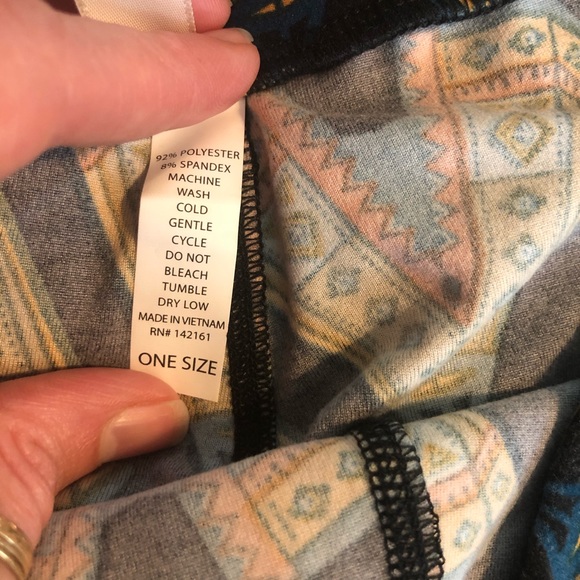 92% POLYESTER
8% SPANDEX
MACHINE
WASH
COLD
GENTLE
CYCLE
DO NOT
BLEACH
TUMBLE
DRY LOW
MADE IN VIETNAM
RN# 142161
ONE SIZE